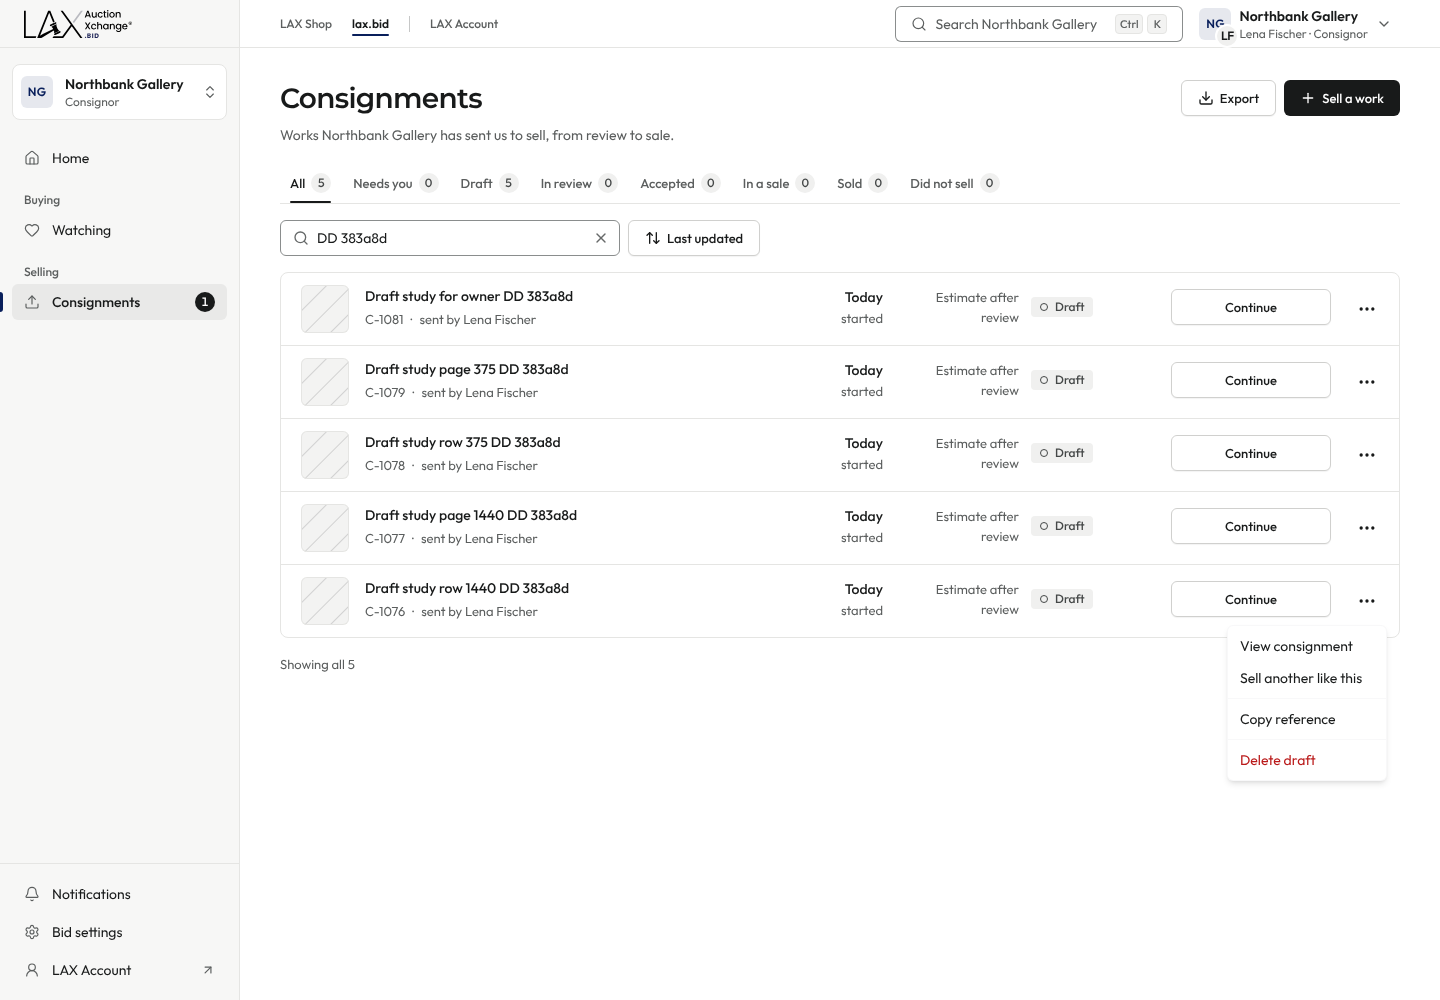 LAX Auction
Xchange®
.BID
LAX Shop
lax.bid
LAX Account
Search Northbank Gallery
Ctrl
K
NG
LF
Northbank Gallery
Lena Fischer · Consignor
NG
Northbank Gallery
Consignor
Home
Buying
Watching
Selling
Consignments
1
Notifications
Bid settings
LAX Account
Consignments
Works Northbank Gallery has sent us to sell, from review to sale.
Export
Sell a work
All 5
Needs you 0
Draft 5
In review 0
Accepted 0
In a sale 0
Sold 0
Did not sell 0
DD 383a8d
Last updated
Draft study for owner DD 383a8d
C-1081 · sent by Lena Fischer
Today
started
Estimate after
review
Draft
Continue
Draft study page 375 DD 383a8d
C-1079 · sent by Lena Fischer
Today
started
Estimate after
review
Draft
Continue
Draft study row 375 DD 383a8d
C-1078 · sent by Lena Fischer
Today
started
Estimate after
review
Draft
Continue
Draft study page 1440 DD 383a8d
C-1077 · sent by Lena Fischer
Today
started
Estimate after
review
Draft
Continue
Draft study row 1440 DD 383a8d
C-1076 · sent by Lena Fischer
Today
started
Estimate after
review
Draft
Continue
View consignment
Sell another like this
Copy reference
Delete draft
Showing all 5